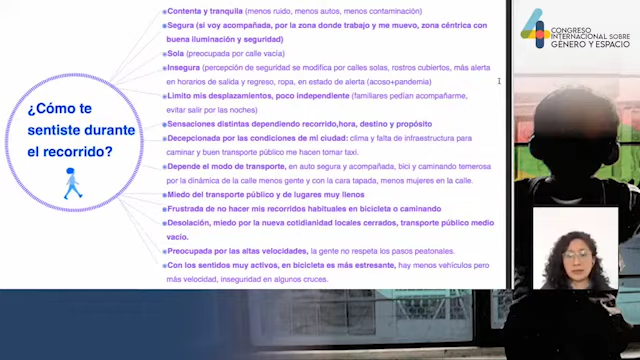 Contenta y tranquila (menos ruido, menos autos, menos contaminación)
Segura (si voy acompañada, por la zona donde trabajo y me muevo, zona céntrica con
buena iluminación y seguridad)
Sola (preocupada por calle vacía)
Insegura (percepción de seguridad se modifica por calles solas, rostros cubiertos, más alerta
en horarios de salida y regreso, ropa, en estado de alerta (acoso+pandemia)
Limito mis desplazamientos, poco independiente (familiares pedían acompañarme,
evitar salir por las noches)
Sensaciones distintas dependiendo recorrido,hora, destino y propósito
Decepcionada por las condiciones de mi ciudad: clima y falta de infraestructura para
caminar y buen transporte público me hacen tomar taxi.
Depende el modo de transporte, en auto segura y acompañada, bici y caminando temerosa
por la dinámica de la calle menos gente y con la cara tapada, menos mujeres en la calle.
Miedo del transporte público y de lugares muy llenos
Frustrada de no hacer mis recorridos habituales en bicicleta o caminando
Desolación, miedo por la nueva cotidianidad locales cerrados, transporte público medio
vacío.
Preocupada por las altas velocidades, la gente no respeta los pasos peatonales.
Con los sentidos muy activos, en bicicleta es más estresante, hay menos vehículos pero
más velocidad, inseguridad en algunos cruces.
¿Cómo te
sentiste durante
el recorrido?
4
CONGRESO
INTERNACIONAL SOBRE
GÉNERO Y ESPACIO